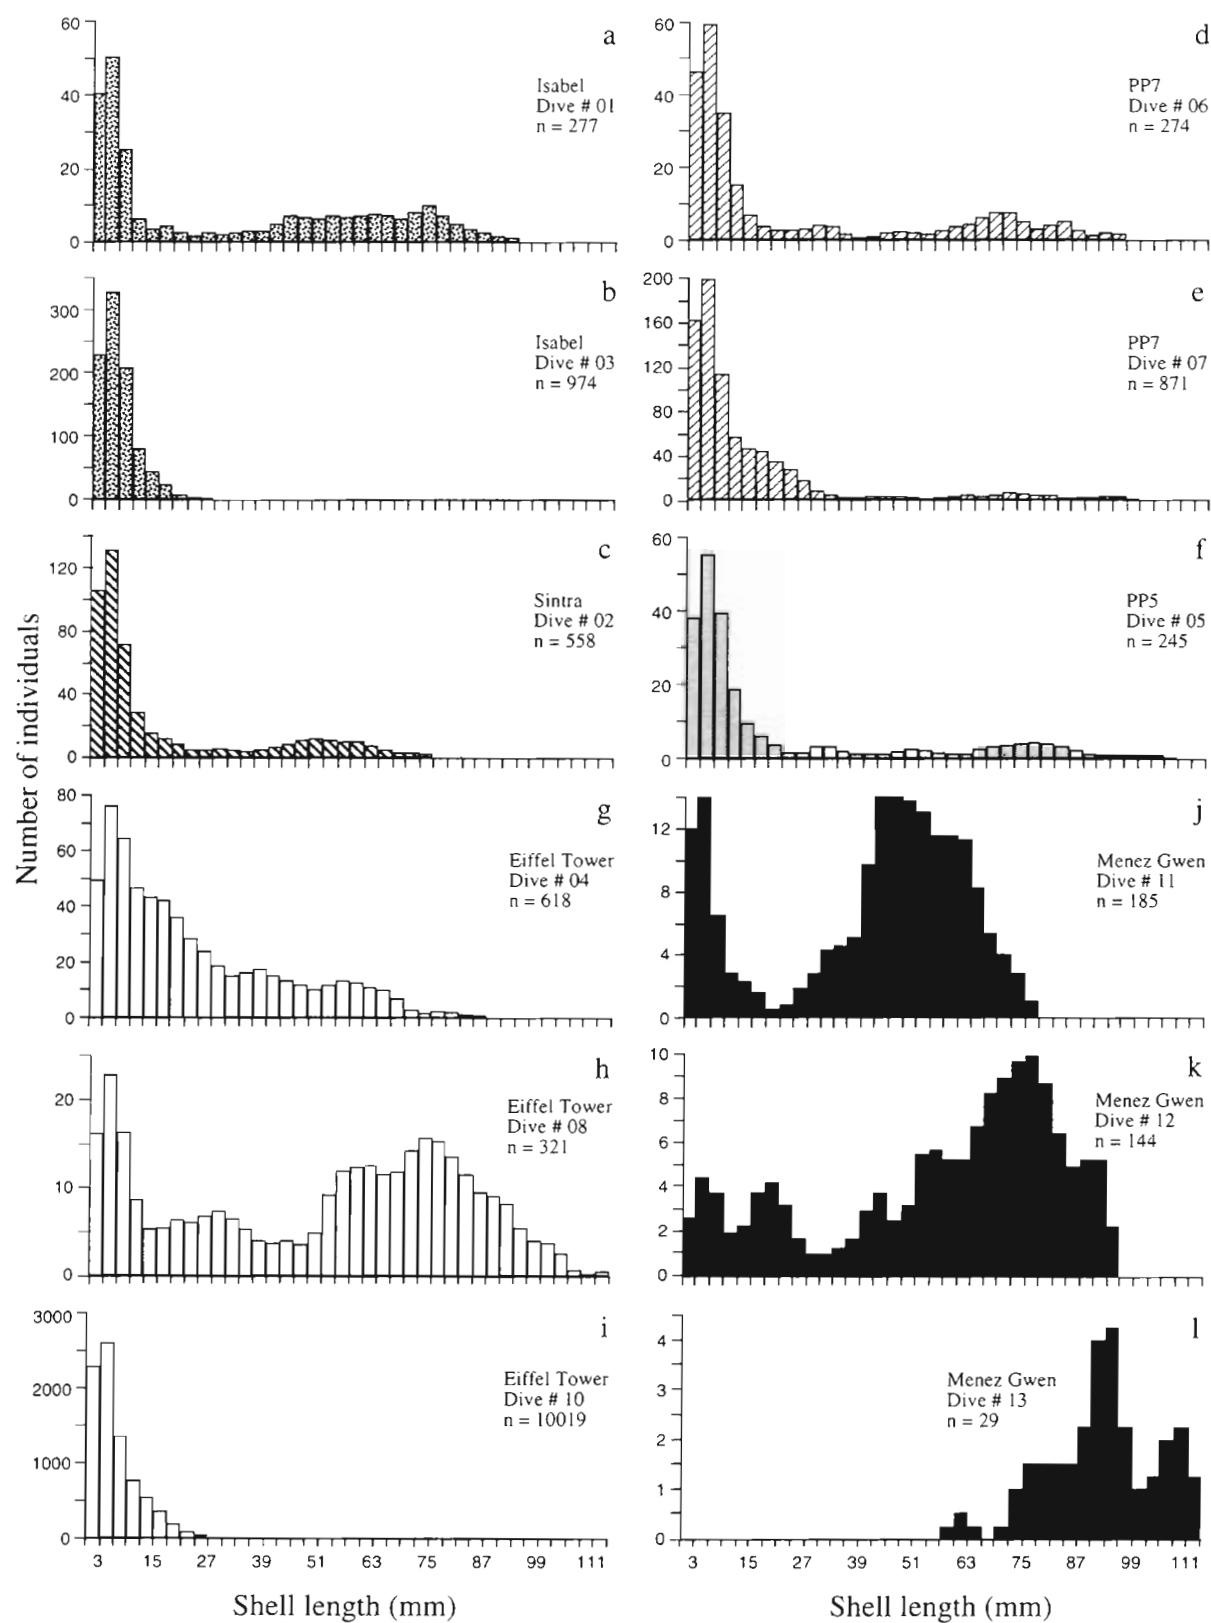 Number of individuals
60
40
20
0
a
Isabel
Dive # 01
n = 277
60
40
20
0
d
PP7
Dive # 06
n = 274
300
200
100
0
b
Isabel
Dive # 03
n = 974
200
160
120
80
40
0
e
PP7
Dive # 07
n = 871
120
80
40
0
c
Sintra
Dive # 02
n = 558
60
40
20
0
f
PP5
Dive # 05
n = 245
80
60
40
20
0
g
Eiffel Tower
Dive # 04
n = 618
12
8
4
0
j
Menez Gwen
Dive # 11
n = 185
20
10
0
h
Eiffel Tower
Dive # 08
n = 321
10
8
6
4
2
0
k
Menez Gwen
Dive # 12
n = 144
3000
2000
1000
0
i
Eiffel Tower
Dive # 10
n = 10019
3 15 27 39 51 63 75 87 99 111
Shell length (mm)
4
3
2
1
0
l
Menez Gwen
Dive # 13
n = 29
3 15 27 39 51 63 75 87 99 111
Shell length (mm)